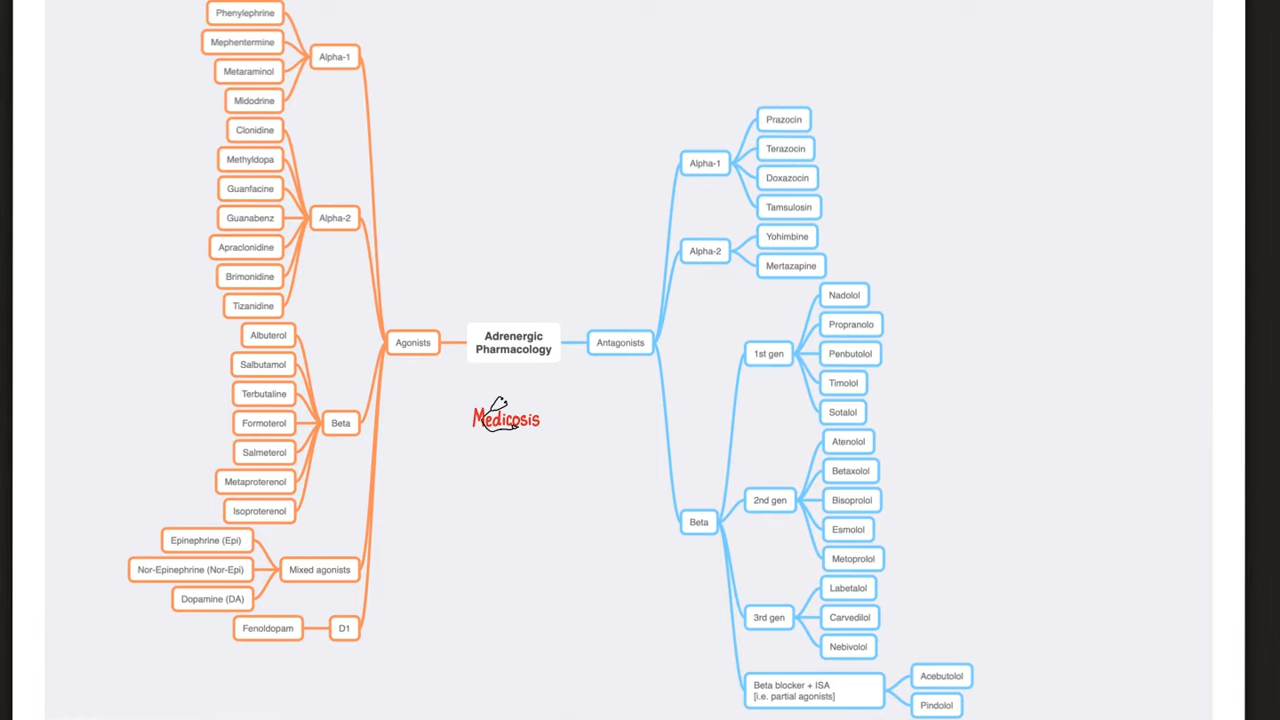 Phenylephrine
Mephentermine
Metaraminol
Midodrine
Alpha-1
Clonidine
Methyldopa
Guanfacine
Guanabenz
Apraclonidine
Brimonidine
Tizanidine
Alpha-2
Albuterol
Salbutamol
Terbutaline
Formoterol
Salmeterol
Metaproterenol
Isoproterenol
Beta
Epinephrine (Epi)
Nor-Epinephrine (Nor-Epi)
Dopamine (DA)
Mixed agonists
Fenoldopam
D1
Agonists
Adrenergic
Pharmacology
Medicosis
Antagonists
Alpha-1
Prazocin
Terazocin
Doxazocin
Tamsulosin
Alpha-2
Yohimbine
Mertazapine
Beta
1st gen
Nadolol
Propranolo
Penbutolol
Timolol
Sotalol
2nd gen
Atenolol
Betaxolol
Bisoprolol
Esmolol
Metoprolol
3rd gen
Labetalol
Carvedilol
Nebivolol
Beta blocker + ISA
[i.e. partial agonists]
Acebutolol
Pindolol